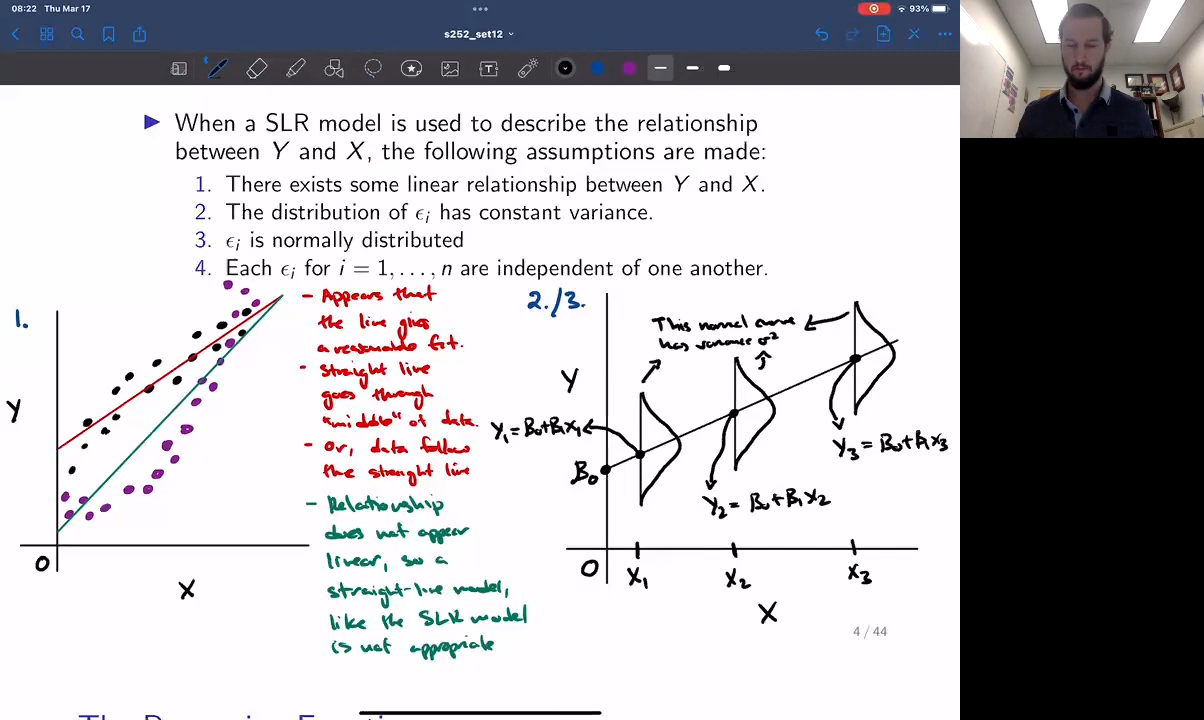 08:22 Thu Mar 17
93%
s252_set12
When a SLR model is used to describe the relationship
between Y and X, the following assumptions are made:
1. There exists some linear relationship between Y and X.
2. The distribution of ϵᵢ has constant variance.
3. ϵᵢ is normally distributed
4. Each ϵᵢ for i = 1, . . . , n are independent of one another.
1.
Y
0
X
- Appears that
the line gives
a reasonable fit.
- Straight line
goes through
"middle" of data.
- Or, data follow
the straight line
- Relationship
does not appear
linear, so a
straight-line model,
like the SLR model
is not appropriate
2./3.
This normal curve
has variance σ²
Y
Y₁ = B₀+B₁X₁
B₀
Y₂ = B₀+B₁X₂
Y₃ = B₀+B₁X₃
0
X₁
X₂
X₃
X
4 / 44